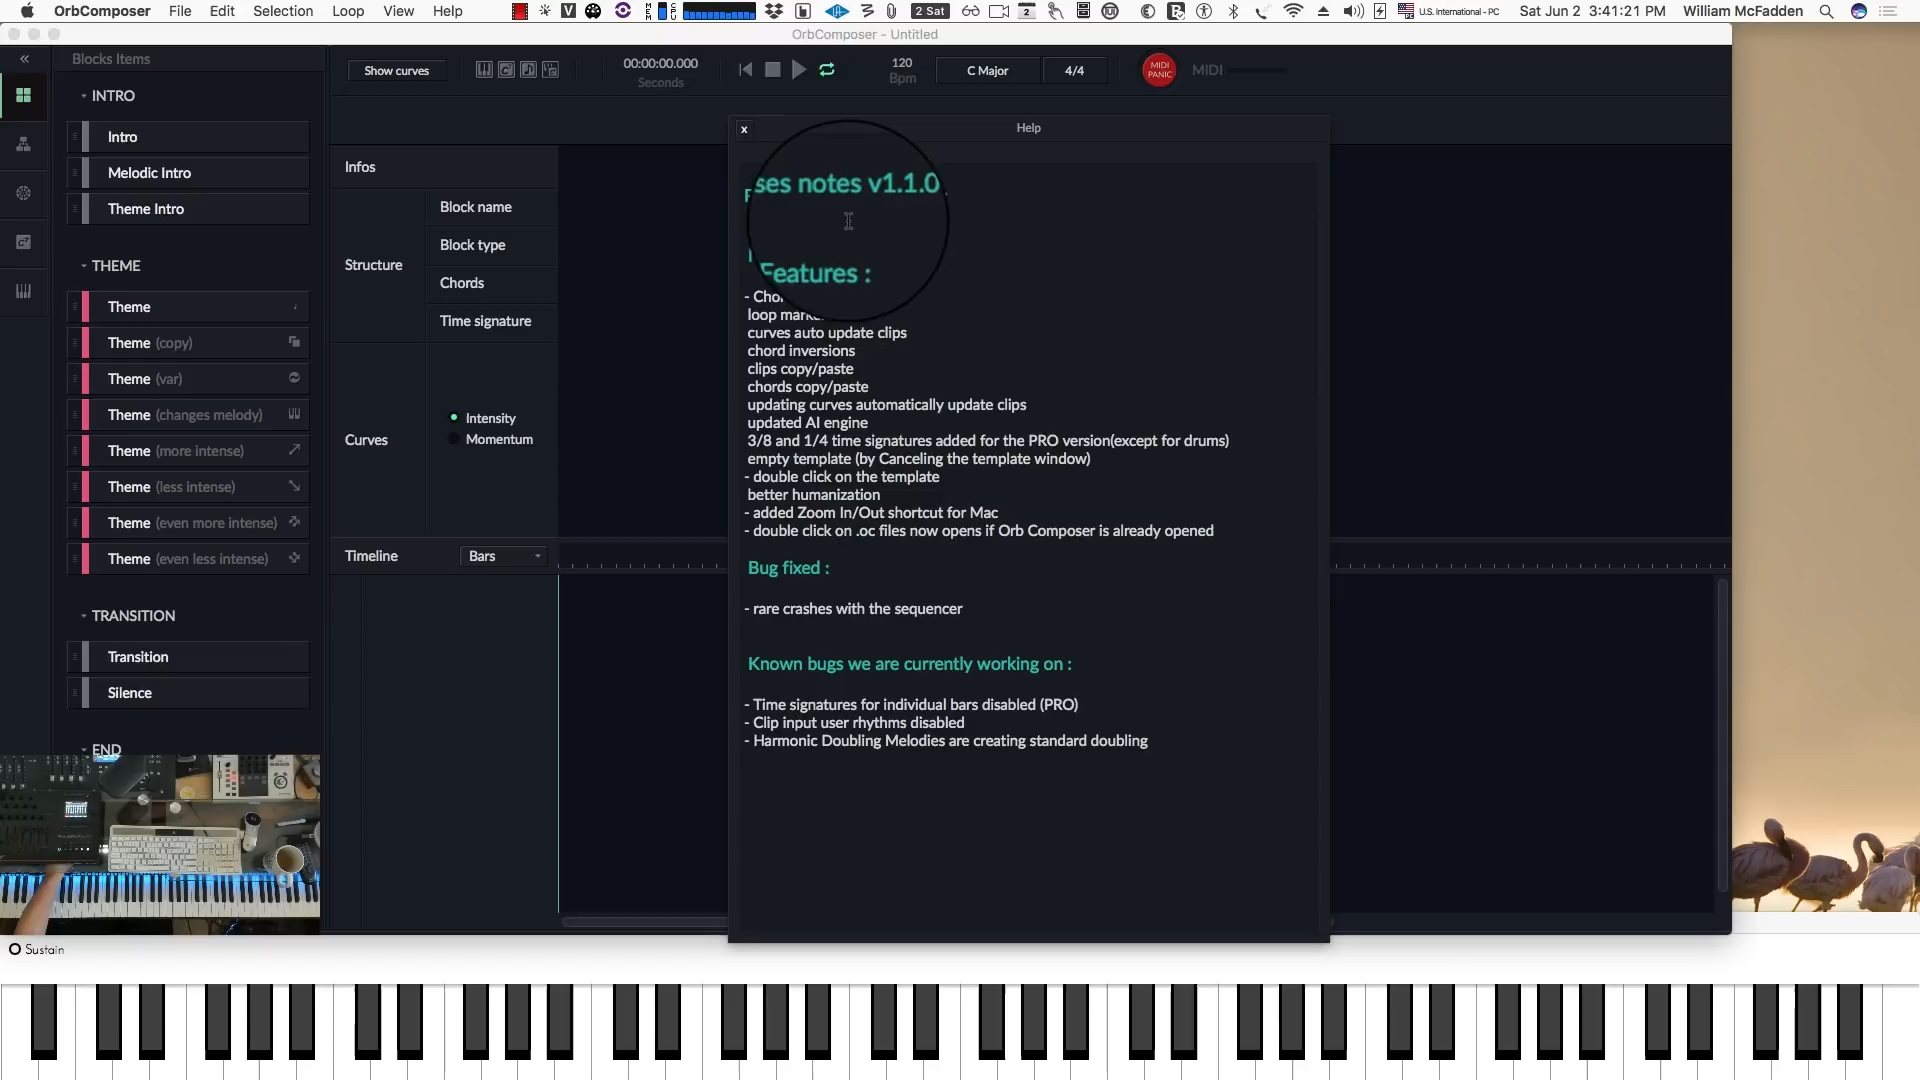 OrbComposer File Edit Selection Loop View Help
2 Sat
U.S. International - PC
Sat Jun 2 3:41:21 PM
William McFadden
OrbComposer - Untitled
Blocks Items
INTRO
Intro
Melodic Intro
Theme Intro
THEME
Theme
Theme (copy)
Theme (var)
Theme (changes melody)
Theme (more intense)
Theme (less intense)
Theme (even more intense)
Theme (even less intense)
TRANSITION
Transition
Silence
END
Show curves
00:00:00.000
Seconds
120
Bpm
C Major
4/4
MIDI
PANIC
MIDI
Infos
Structure
Block name
Block type
Chords
Time signature
Curves
Intensity
Momentum
Timeline
Bars
x
Help
ses notes v1.1.0
Features :
- Chor
loop mark
curves auto update clips
chord inversions
clips copy/paste
chords copy/paste
updating curves automatically update clips
updated AI engine
3/8 and 1/4 time signatures added for the PRO version(except for drums)
empty template (by Canceling the template window)
- double click on the template
better humanization
- added Zoom In/Out shortcut for Mac
- double click on .oc files now opens if Orb Composer is already opened
Bug fixed :
- rare crashes with the sequencer
Known bugs we are currently working on :
- Time signatures for individual bars disabled (PRO)
- Clip input user rhythms disabled
- Harmonic Doubling Melodies are creating standard doubling
Sustain